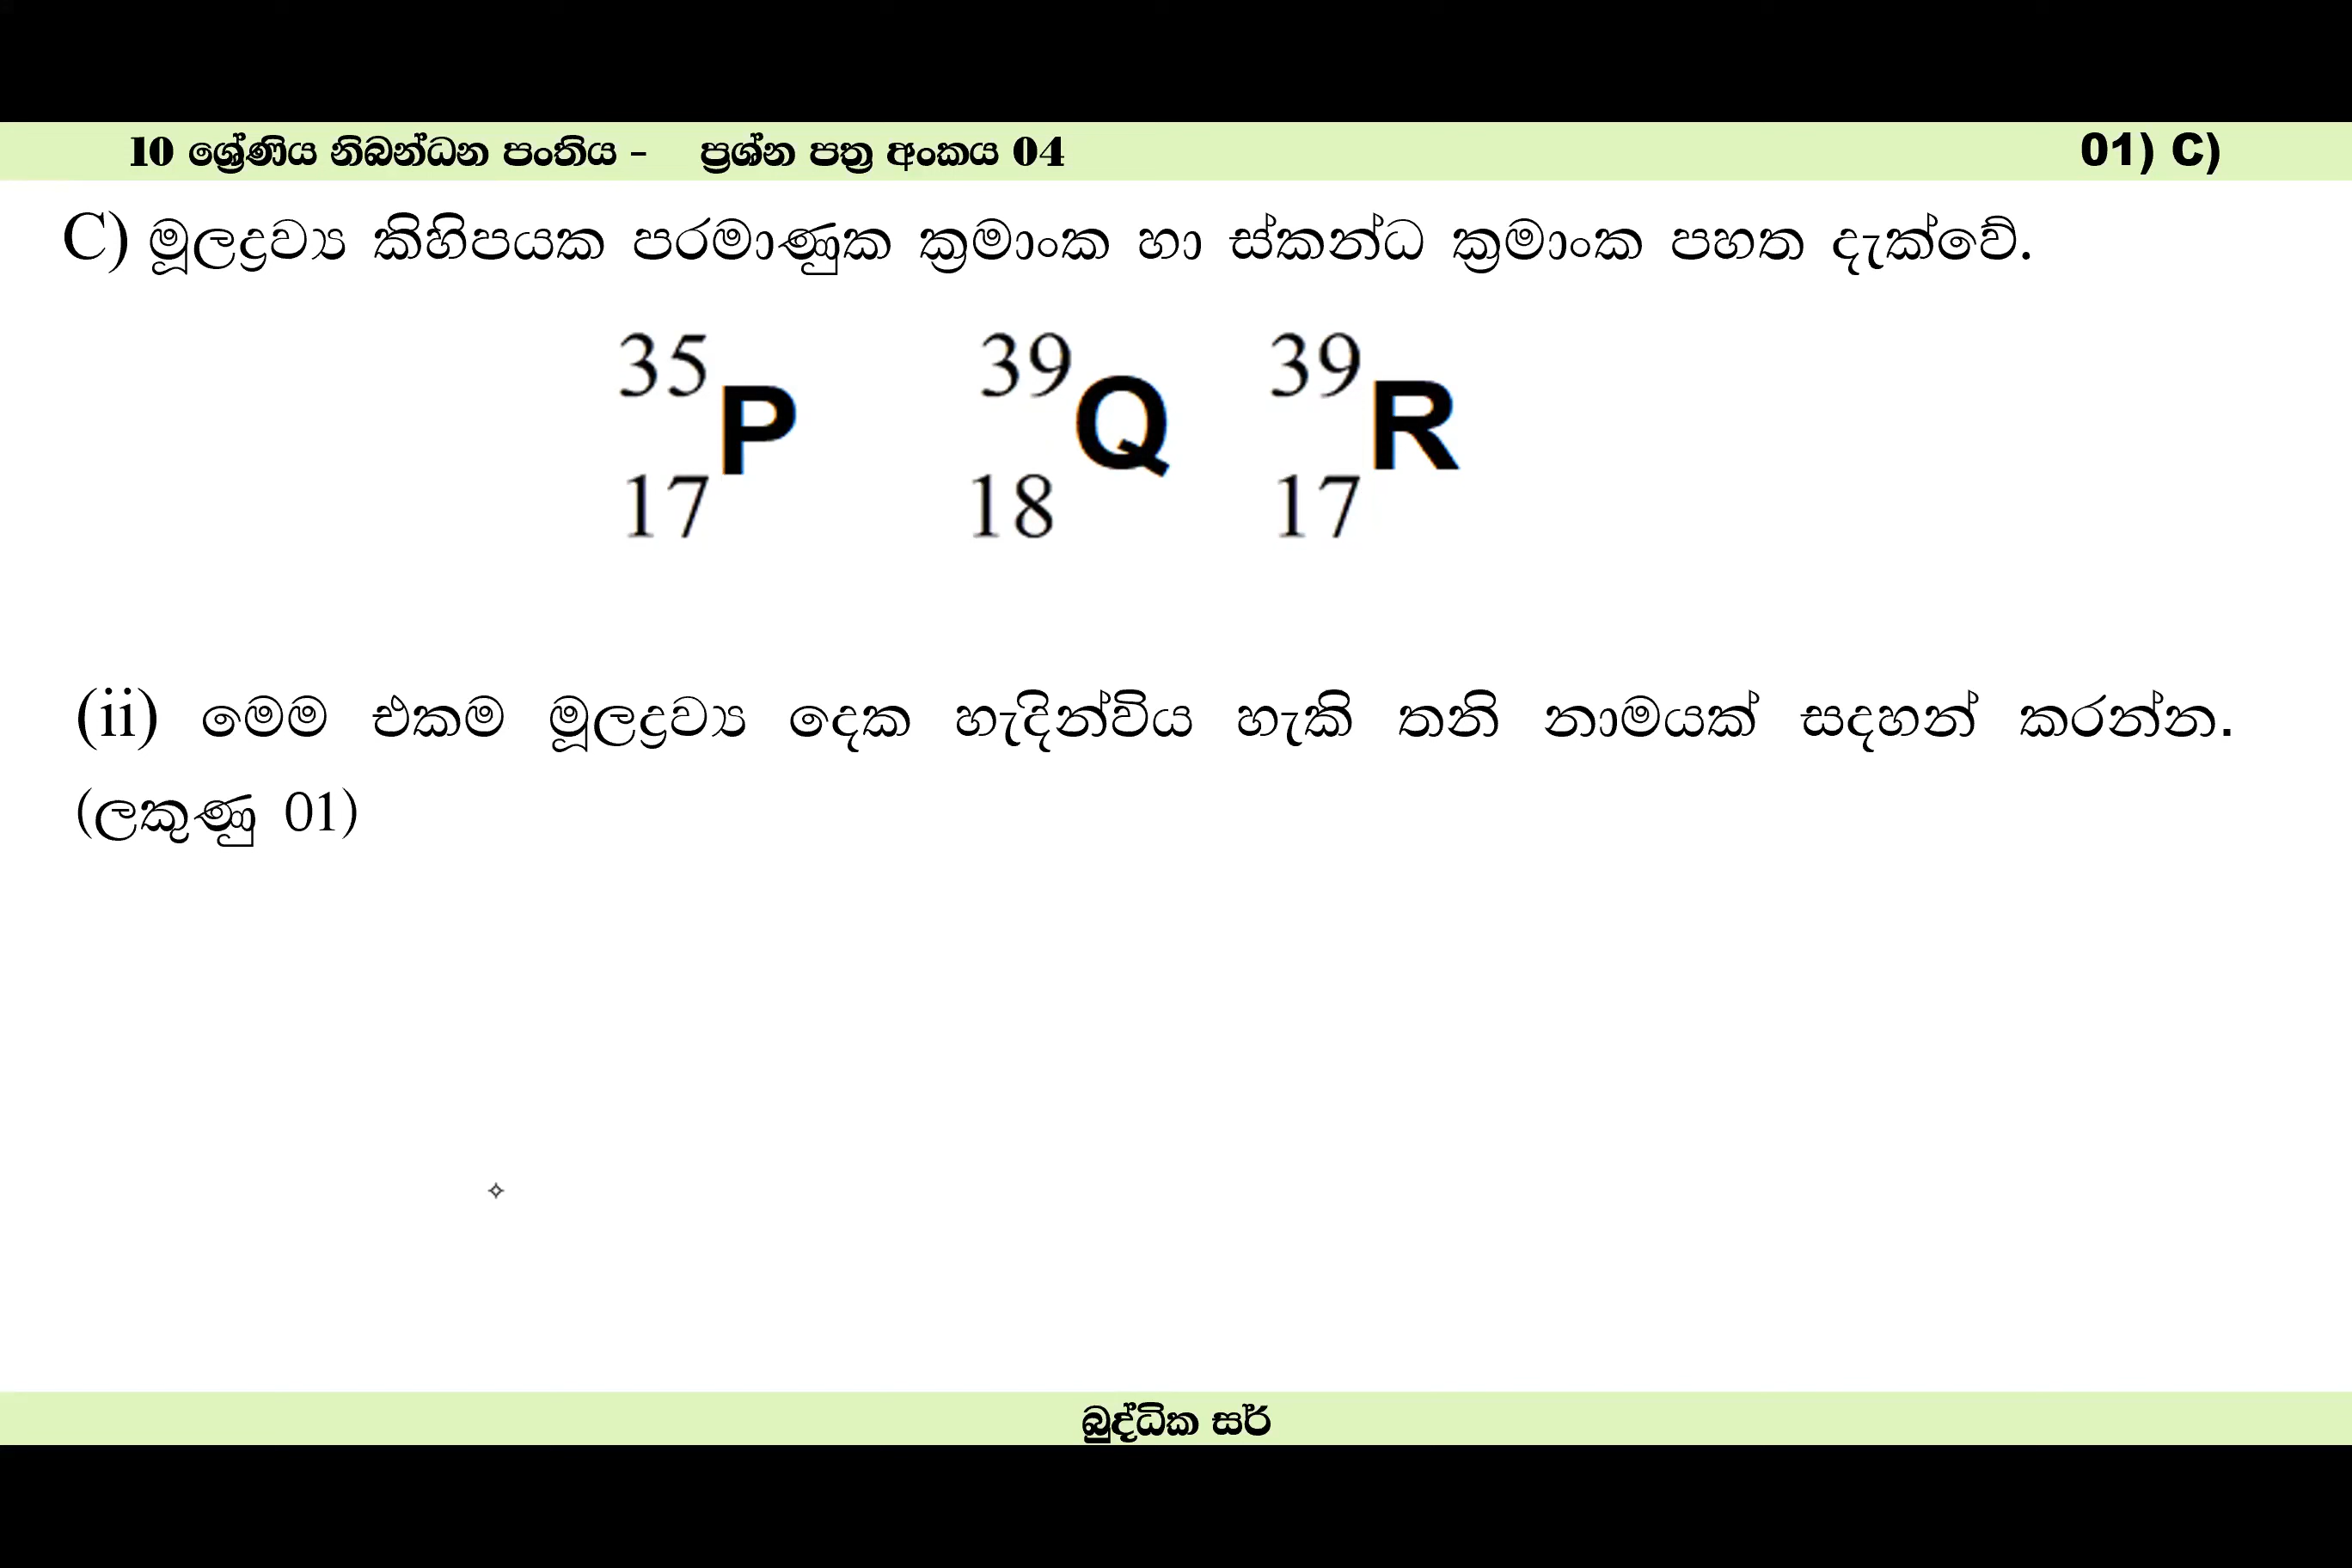 10 ශ්‍රේණිය නිබන්ධන පංතිය - ප්‍රශ්න පත්‍ර අංකය 04 01) C)
C) මූලද්‍රව්‍ය කිහිපයක පරමාණුක ක්‍රමාංක හා ස්කන්ධ ක්‍රමාංක පහත දැක්වේ.
35 39 39
P Q R
17 18 17
(ii) මෙම එකම මූලද්‍රව්‍ය දෙක හැදින්විය හැකි තනි නාමයක් සදහන් කරන්න.
(ලකුණු 01)
බුද්ධික සර්